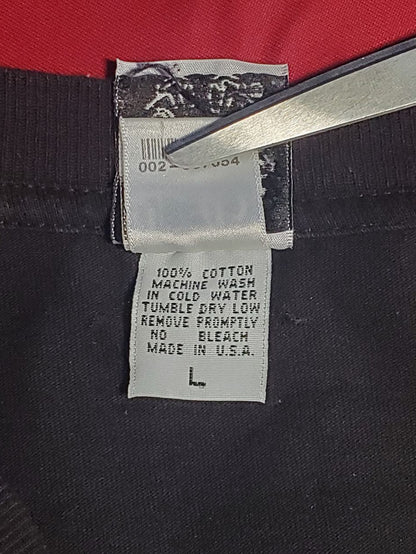 100% COTTON
MACHINE WASH
IN COLD WATER
TUMBLE DRY LOW
REMOVE PROMPTLY
NO BLEACH
MADE IN U.S.A.
L